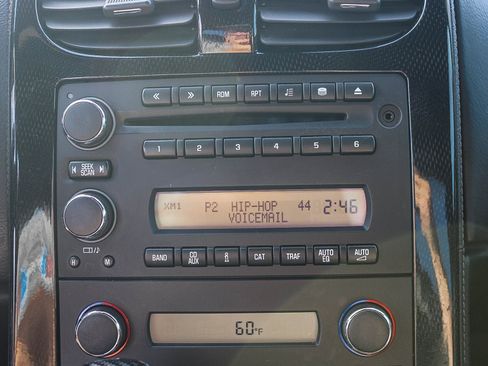 RDM RPT
1 2 3 4 5 6
SEEK
SCAN
XM1 P2 HIP-HOP 44 2:46
VOICEMAIL
H M
BAND CD AUX CAT TRAF AUTO EQ AUTO
60°F